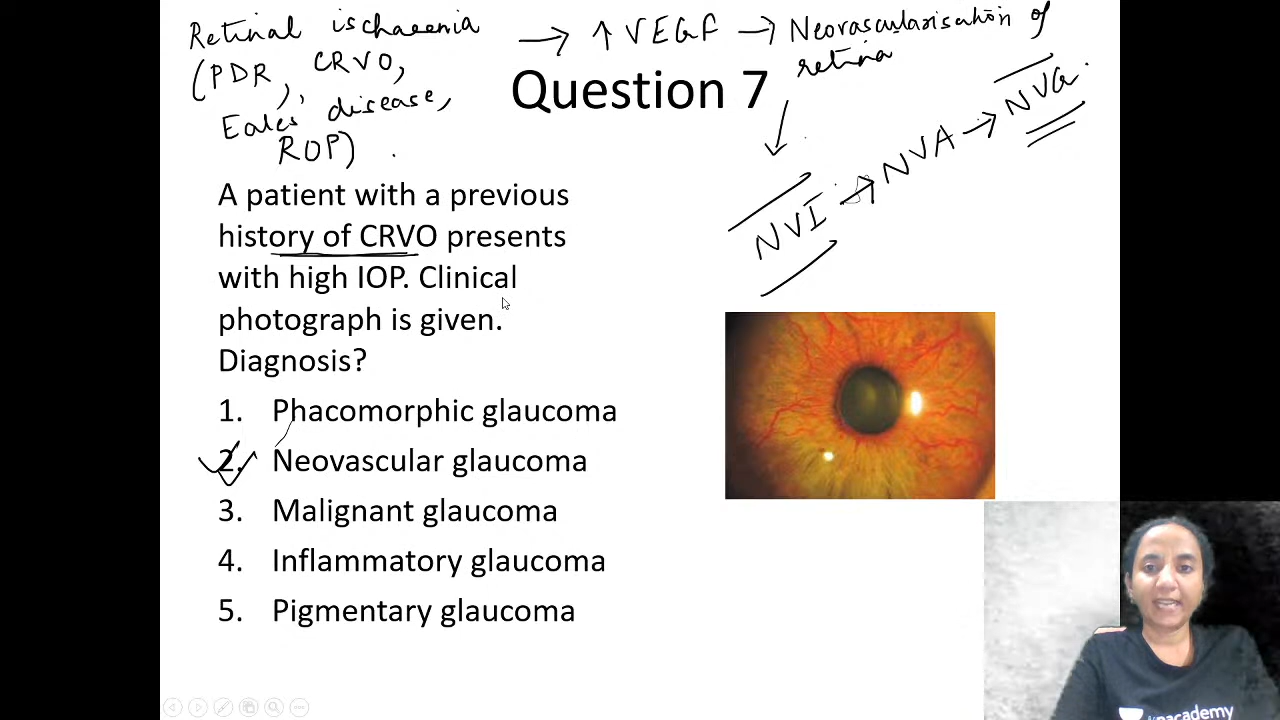 Retinal ischaemia → ↑ VEGF → Neovascularisation of retina
(PDR, CRVO,
Eales disease,
ROP)
NVI → NVA → NVG
Question 7
A patient with a previous
history of CRVO presents
with high IOP. Clinical
photograph is given.
Diagnosis?
1. Phacomorphic glaucoma
2. Neovascular glaucoma
3. Malignant glaucoma
4. Inflammatory glaucoma
5. Pigmentary glaucoma
unacademy